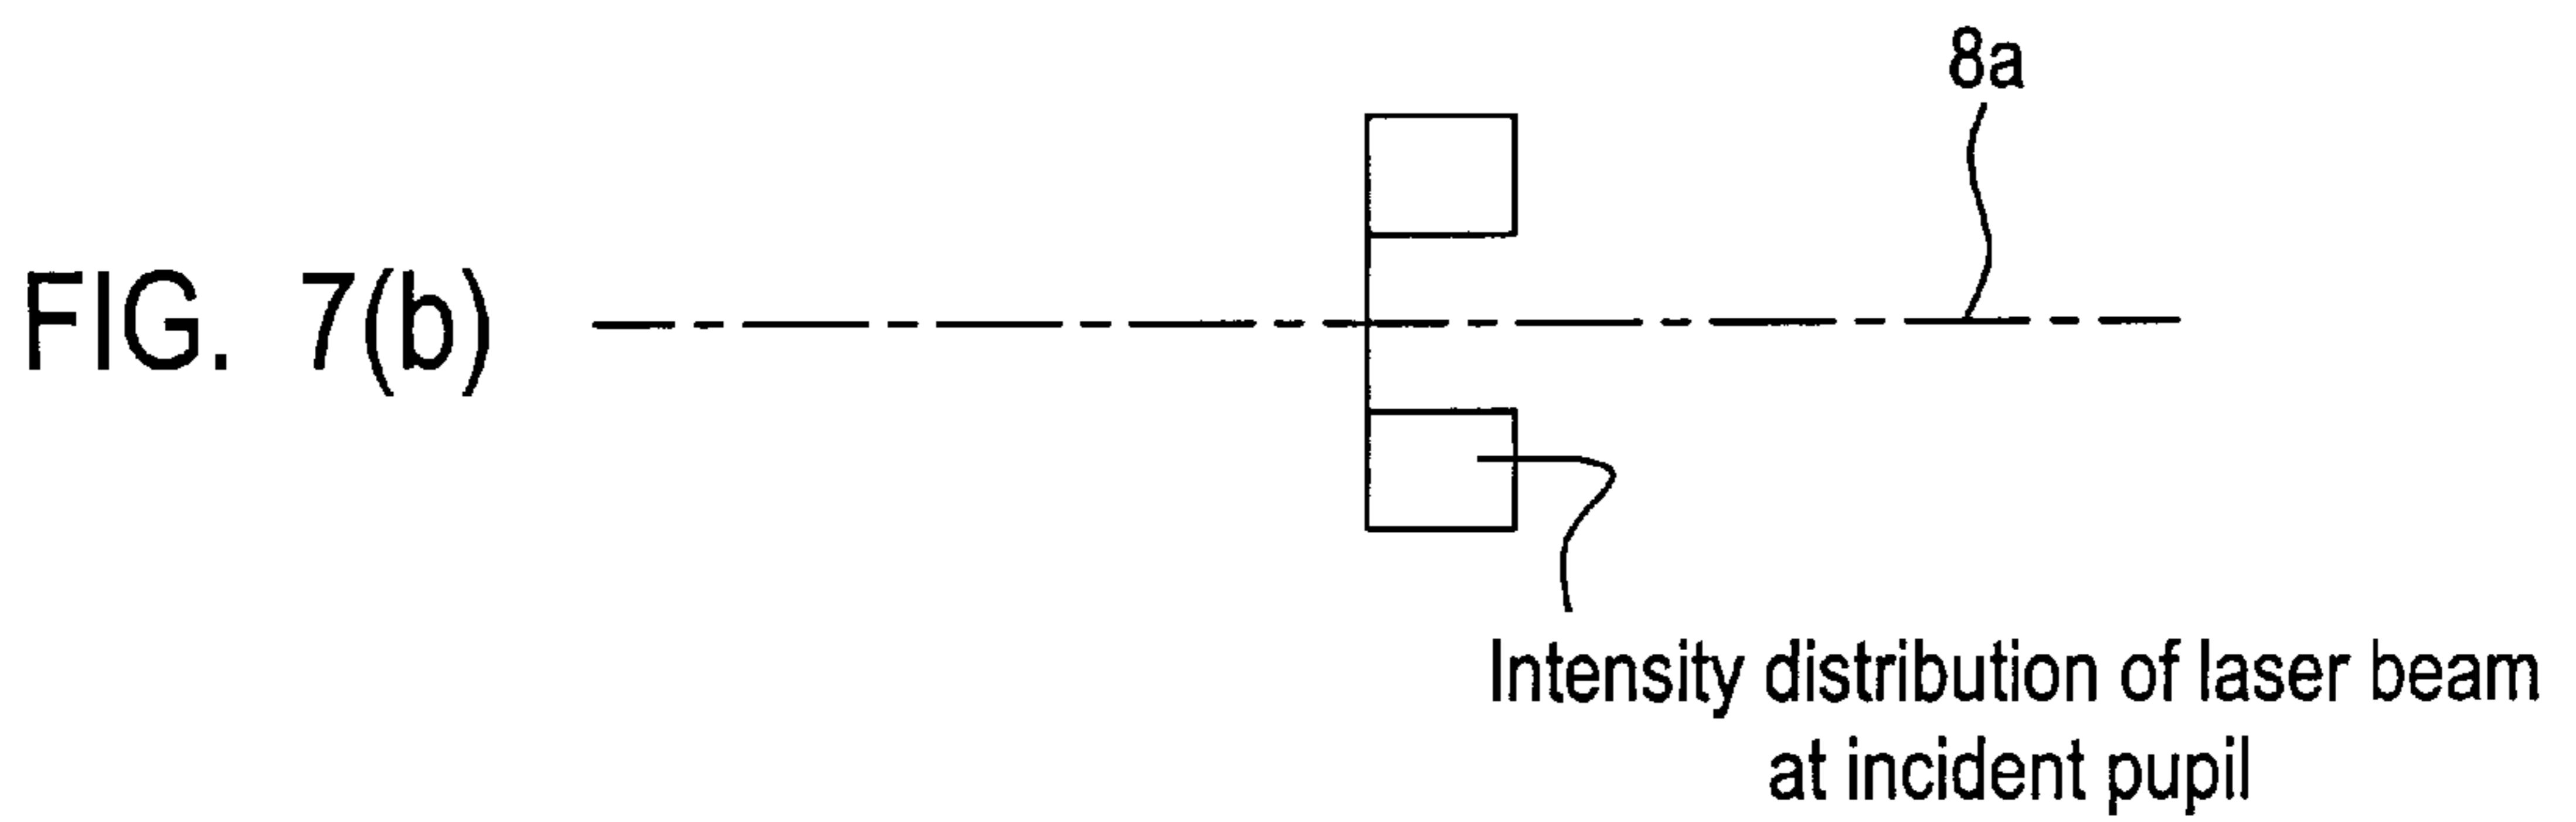 8a
FIG. 7(b)
Intensity distribution of laser beam
at incident pupil